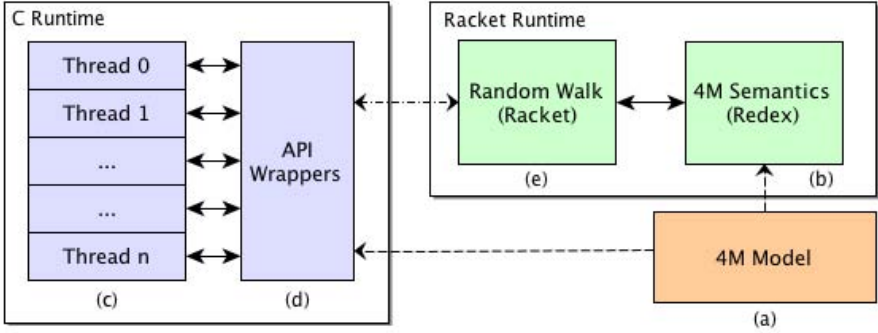 C Runtime
Thread 0
Thread 1
...
...
Thread n
(c)
API
Wrappers
(d)
Racket Runtime
Random Walk
(Racket)
(e)
4M Semantics
(Redex)
(b)
4M Model
(a)